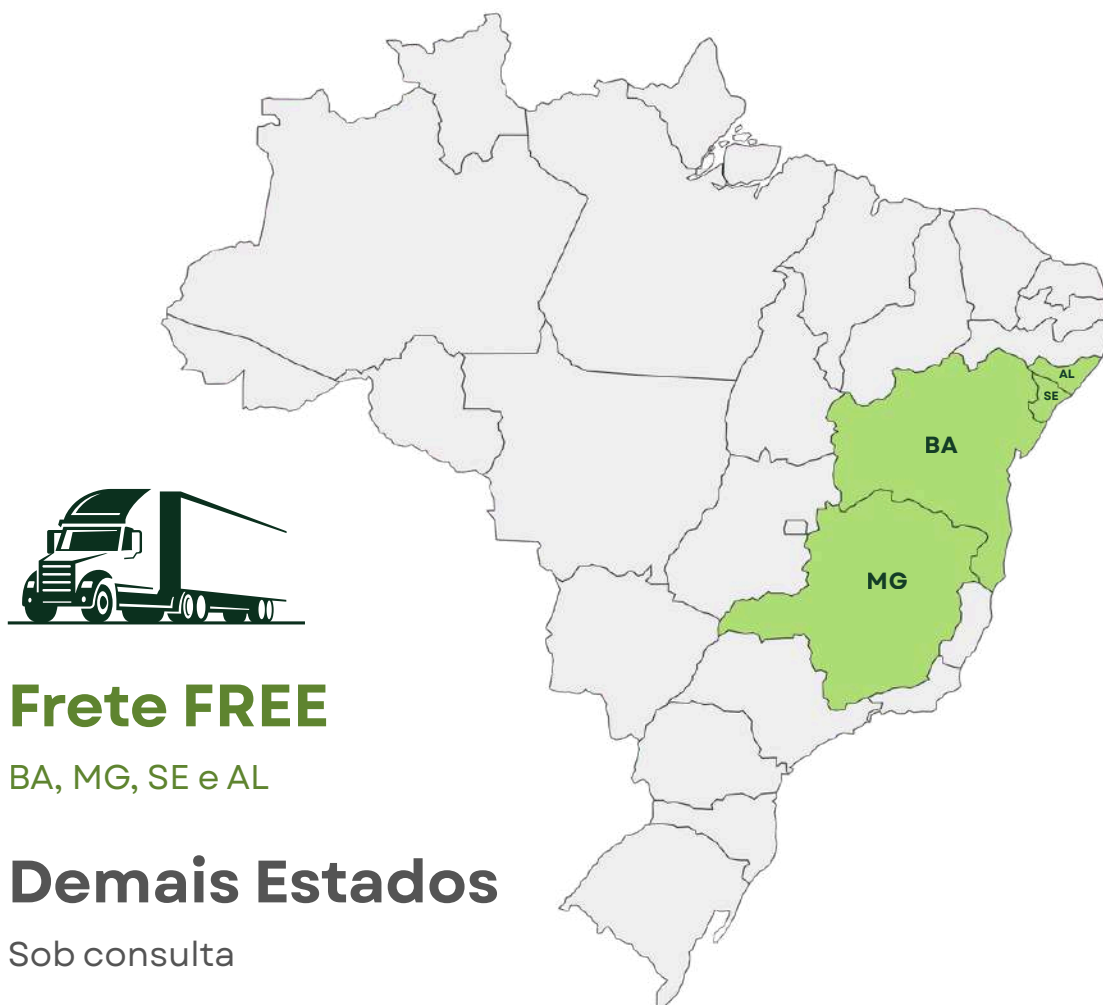 AL
SE
BA
MG
Frete FREE
BA, MG, SE e AL
Demais Estados
Sob consulta